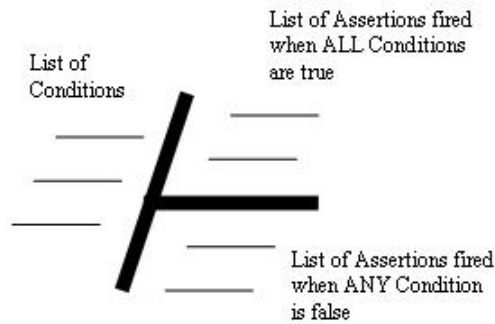 List of Assertions fired
when ALL Conditions
are true
List of
Conditions
List of Assertions fired
when ANY Condition
is false